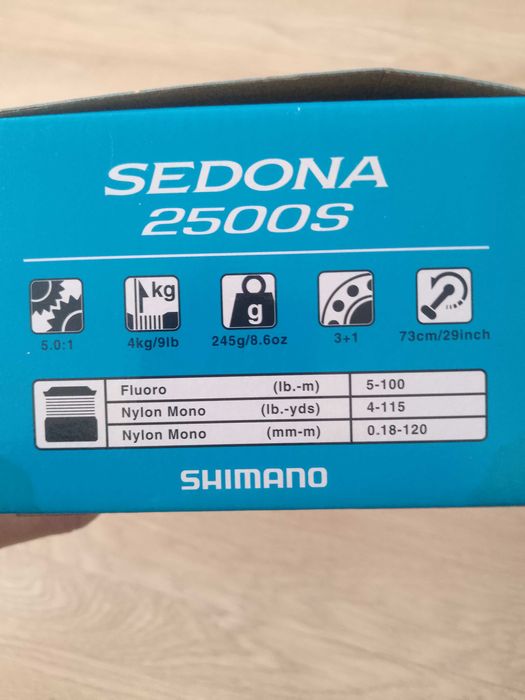 SEDONA
2500S
kg
g
5.0:1 4kg/9lb 245g/8.6oz 3+1 73cm/29inch
Fluoro (lb.-m) 5-100
Nylon Mono (lb.-yds) 4-115
Nylon Mono (mm-m) 0.18-120
SHIMANO